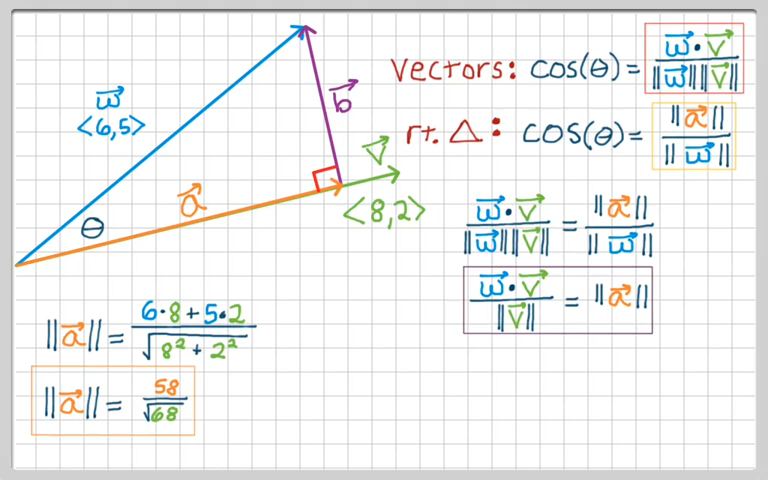 vectors: cos(θ) = w⃗ · v⃗ / ||w⃗|| ||v⃗||
w⃗
<6,5>
b⃗
rt. △: cos(θ) = ||a⃗|| / ||w⃗||
v⃗
a⃗
<8,2>
θ
w⃗ · v⃗ / ||w⃗|| ||v⃗|| = ||a⃗|| / ||w⃗||
w⃗ · v⃗ / ||v⃗|| = ||a⃗||
||a⃗|| = 6·8 + 5·2 / √(8² + 2²)
||a⃗|| = 58 / √68